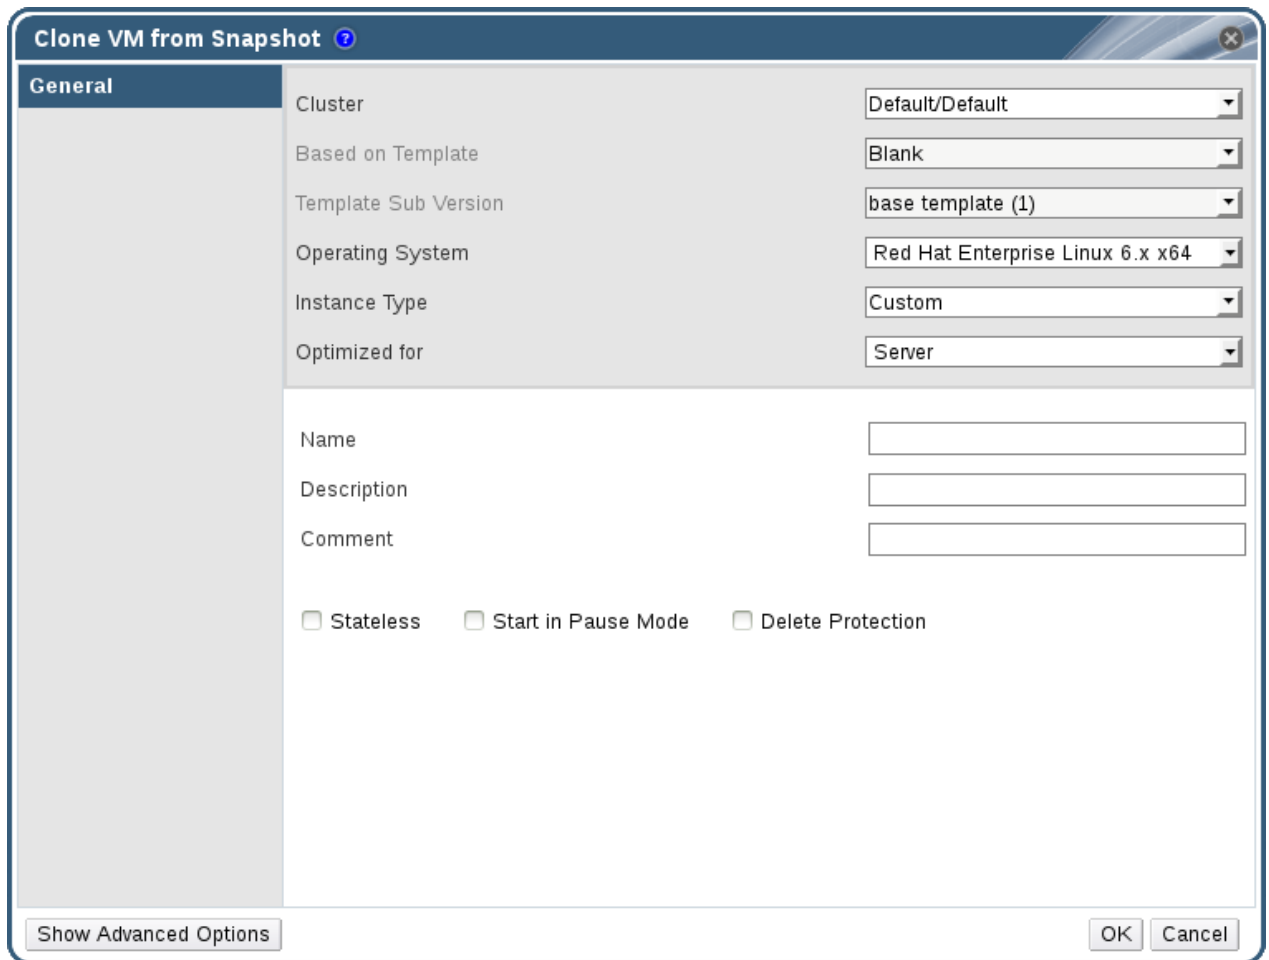 Clone VM from Snapshot ?
General
Cluster Default/Default
Based on Template Blank
Template Sub Version base template (1)
Operating System Red Hat Enterprise Linux 6.x x64
Instance Type Custom
Optimized for Server
Name
Description
Comment
Stateless Start in Pause Mode Delete Protection
Show Advanced Options OK Cancel